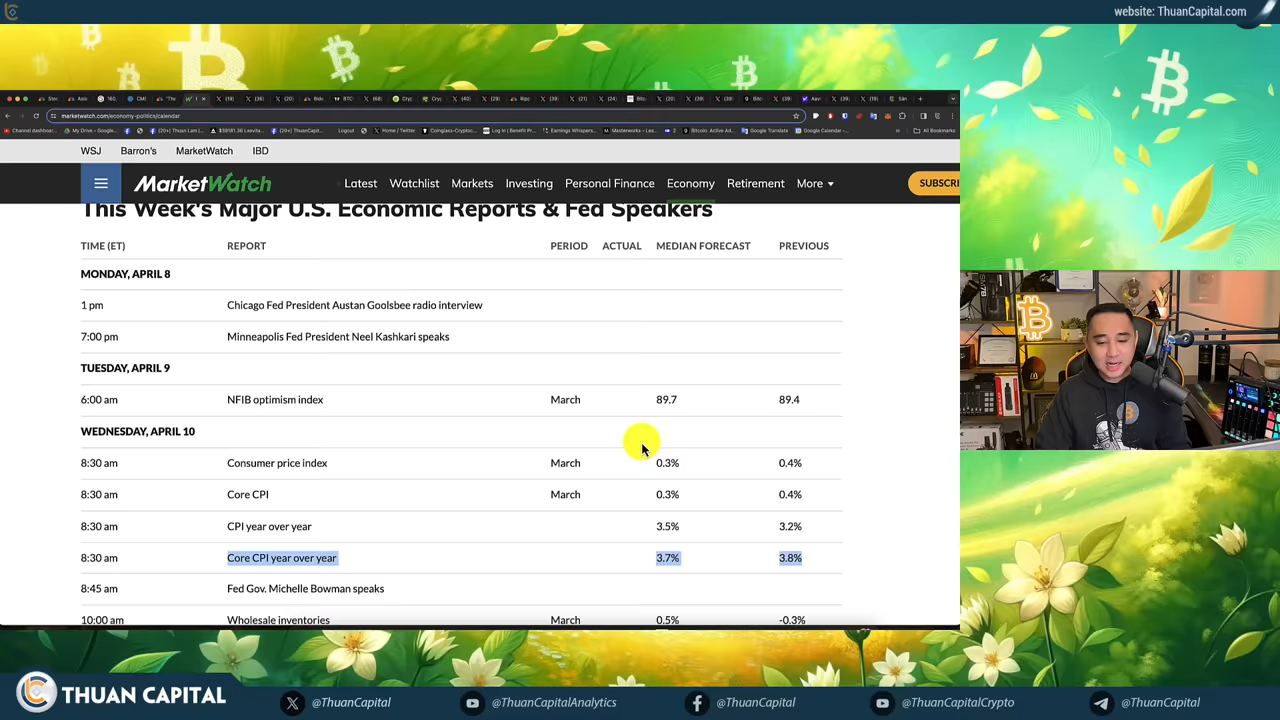 website: ThuanCapital.com
marketwatch.com/economy-politics/calendar
WSJ Barron's MarketWatch IBD
MarketWatch Latest Watchlist Markets Investing Personal Finance Economy Retirement More SUBSCRI
This Week's Major U.S. Economic Reports & Fed Speakers
TIME (ET) REPORT PERIOD ACTUAL MEDIAN FORECAST PREVIOUS
MONDAY, APRIL 8
1 pm Chicago Fed President Austan Goolsbee radio interview
7:00 pm Minneapolis Fed President Neel Kashkari speaks
TUESDAY, APRIL 9
6:00 am NFIB optimism index March 89.7 89.4
WEDNESDAY, APRIL 10
8:30 am Consumer price index March 0.3% 0.4%
8:30 am Core CPI March 0.3% 0.4%
8:30 am CPI year over year 3.5% 3.2%
8:30 am Core CPI year over year 3.7% 3.8%
8:45 am Fed Gov. Michelle Bowman speaks
10:00 am Wholesale inventories March 0.5% -0.3%
THUAN CAPITAL @ThuanCapital @ThuanCapitalAnalytics @ThuanCapital @ThuanCapitalCrypto @ThuanCapital